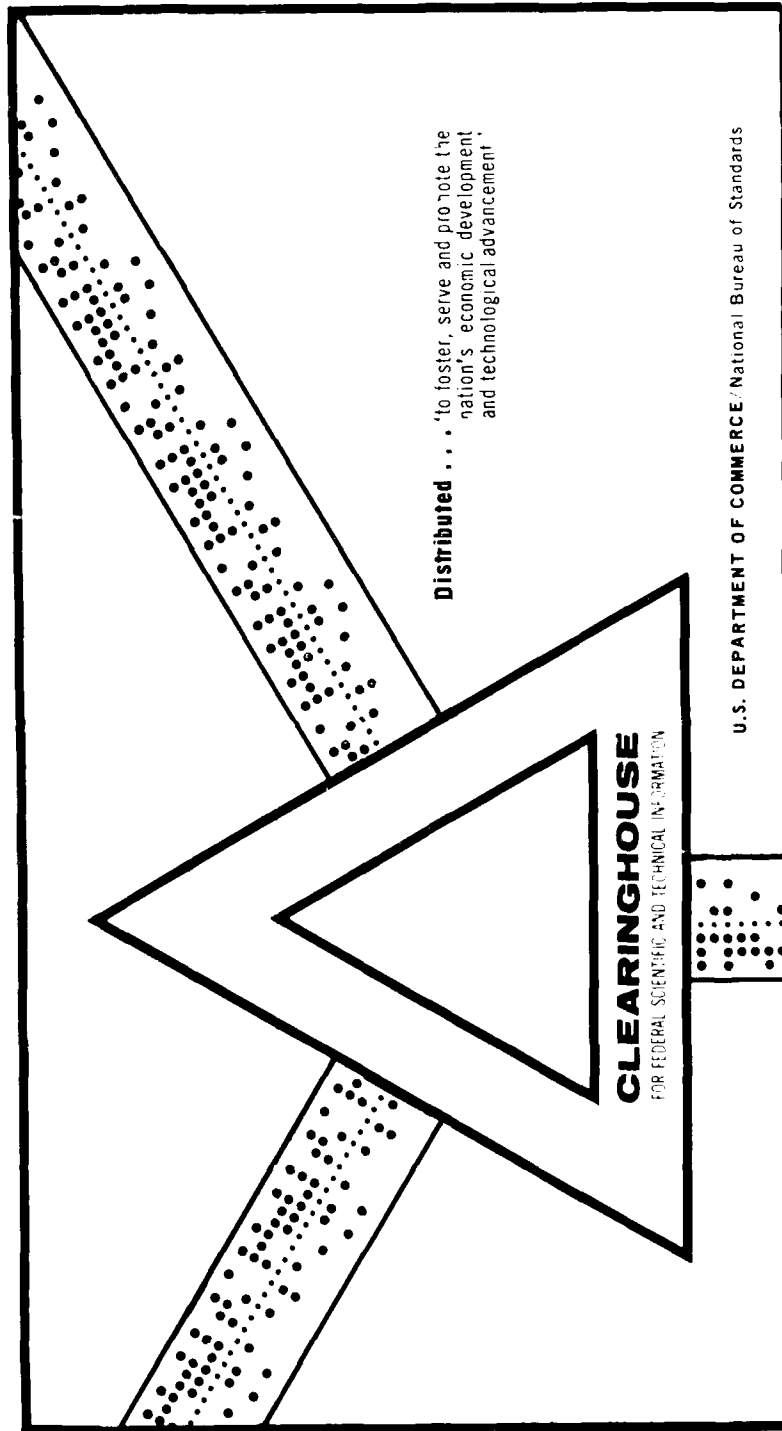 Distributed . . . 'to foster, serve and promote the
nation's economic development
and technological advancement'
CLEARINGHOUSE
FOR FEDERAL SCIENTIFIC AND TECHNICAL INFORMATION
U.S. DEPARTMENT OF COMMERCE/National Bureau of Standards